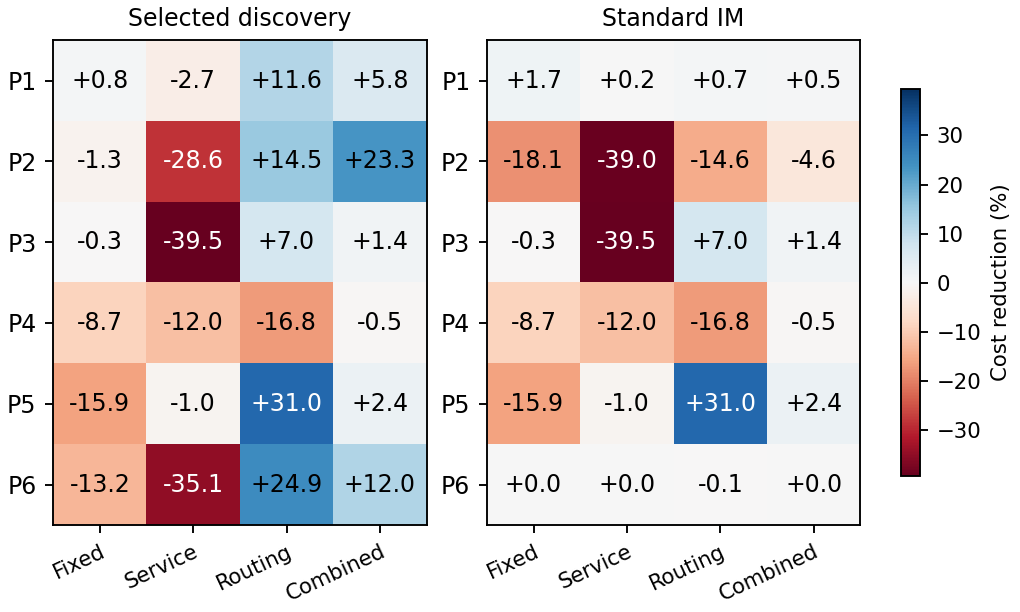 Selected discovery Standard IM
P1 +0.8 -2.7 +11.6 +5.8 P1 +1.7 +0.2 +0.7 +0.5
P2 -1.3 -28.6 +14.5 +23.3 P2 -18.1 -39.0 -14.6 -4.6
P3 -0.3 -39.5 +7.0 +1.4 P3 -0.3 -39.5 +7.0 +1.4
P4 -8.7 -12.0 -16.8 -0.5 P4 -8.7 -12.0 -16.8 -0.5
P5 -15.9 -1.0 +31.0 +2.4 P5 -15.9 -1.0 +31.0 +2.4
P6 -13.2 -35.1 +24.9 +12.0 P6 +0.0 +0.0 -0.1 +0.0
Fixed Service Routing Combined Fixed Service Routing Combined
30
20
10
0
−10
−20
−30
Cost reduction (%)